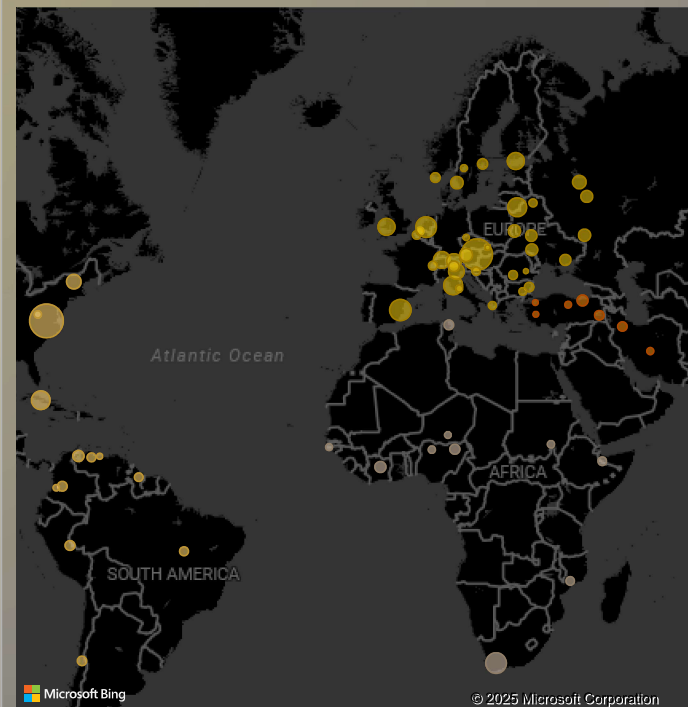 EUROPE
Atlantic Ocean
AFRICA
SOUTH AMERICA
Microsoft Bing
© 2025 Microsoft Corporation